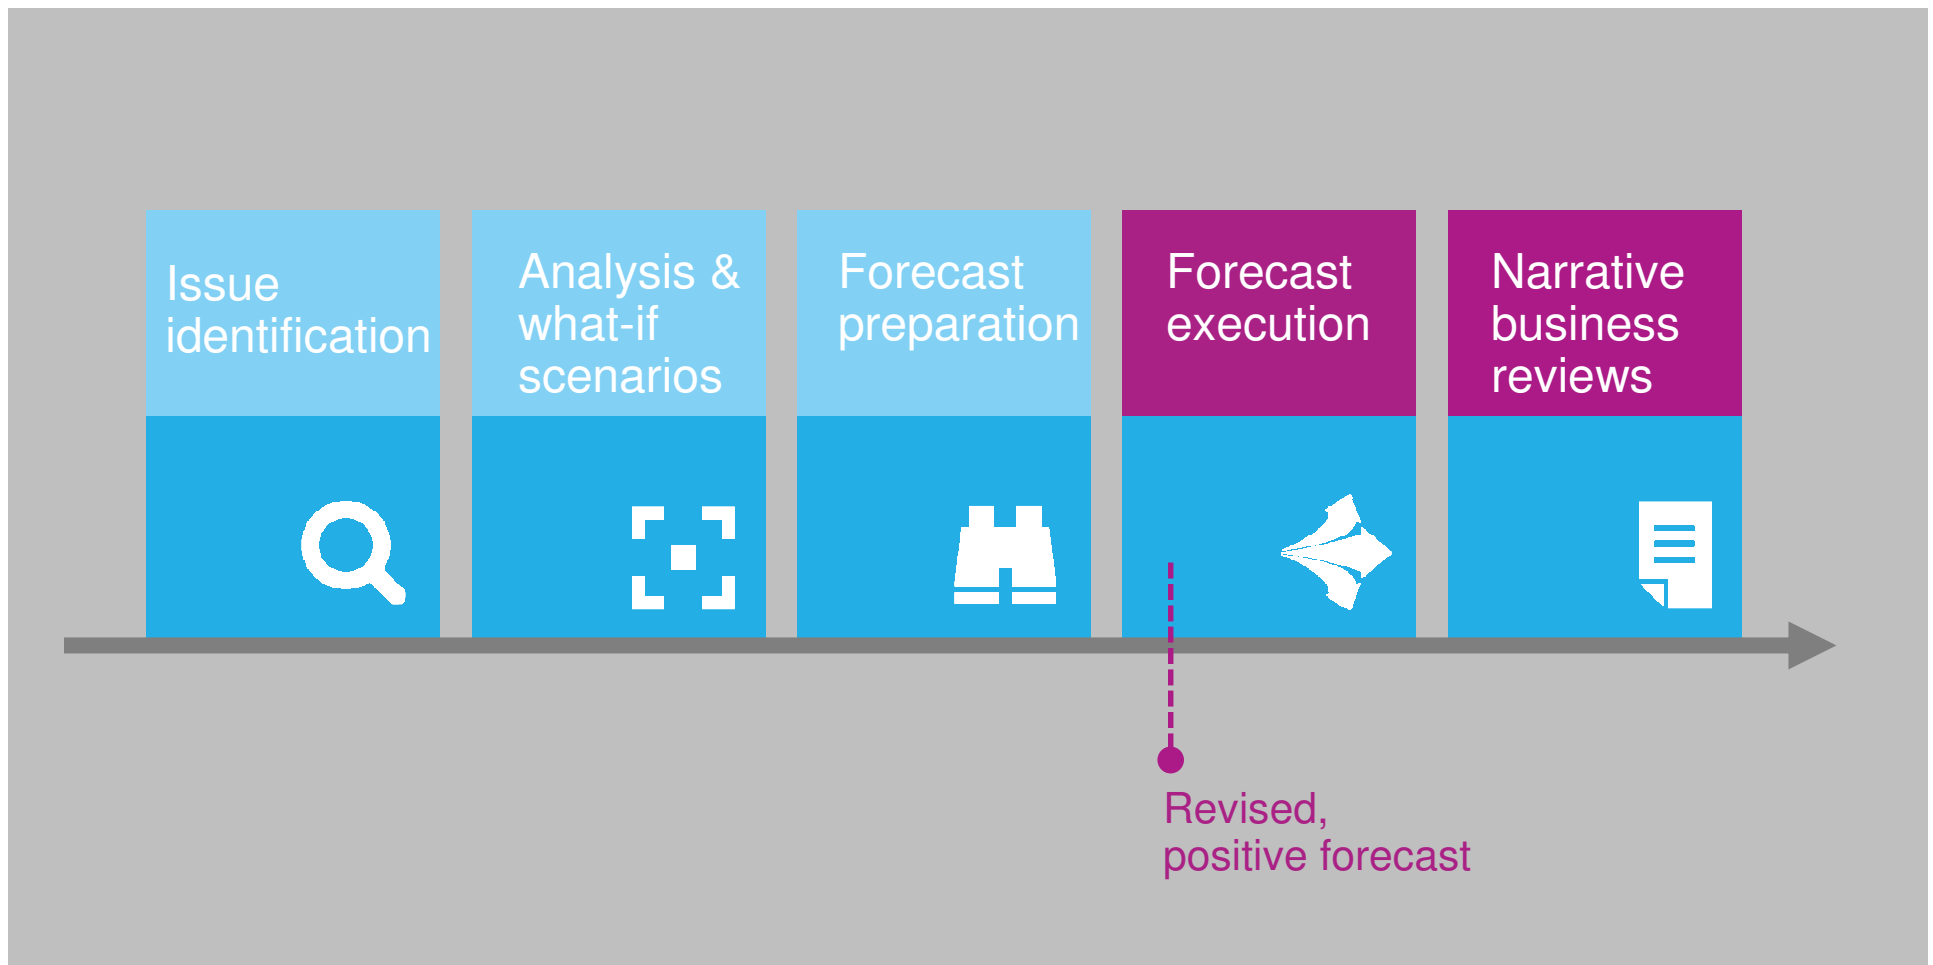 Issue
identification
Analysis &
what-if
scenarios
Forecast
preparation
Forecast
execution
Narrative
business
reviews
Revised,
positive forecast